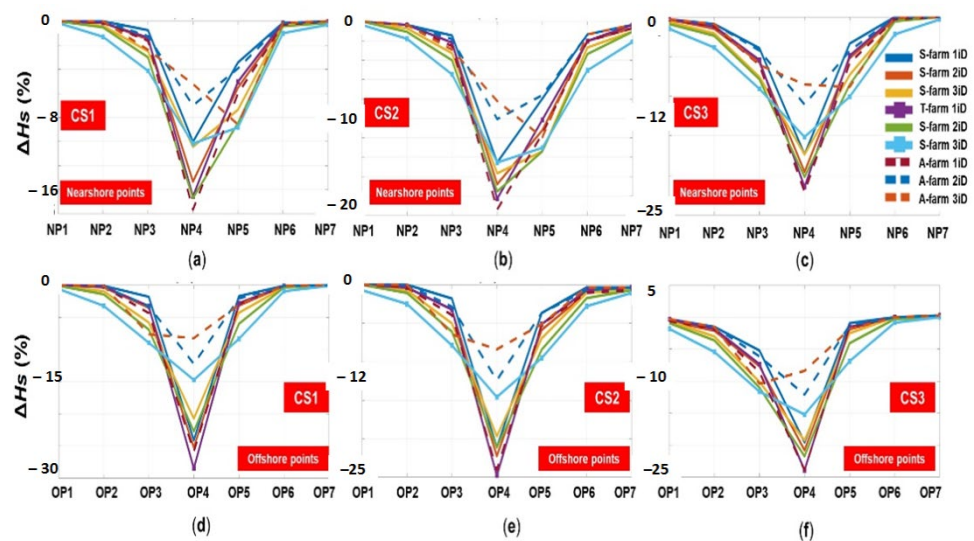 ΔHs (%)
0
– 8
– 16
CS1
Nearshore points
NP1 NP2 NP3 NP4 NP5 NP6 NP7
(a)
– 0
– 10
– 20
CS2
Nearshore points
NP1 NP2 NP3 NP4 NP5 NP6 NP7
(b)
0
–12
–25
CS3
Nearshore points
NP1 NP2 NP3 NP4 NP5 NP6 NP7
(c)
S-farm 1iD
S-farm 2iD
S-farm 3iD
T-farm 1iD
S-farm 2iD
S-farm 3iD
A-farm 1iD
A-farm 2iD
A-farm 3iD
ΔHs (%)
0
– 15
– 30
CS1
Offshore points
OP1 OP2 OP3 OP4 OP5 OP6 OP7
(d)
0
– 12
–25
CS2
Offshore points
OP1 OP2 OP3 OP4 OP5 OP6 OP7
(e)
5
– 10
–25
CS3
Offshore points
OP1 OP2 OP3 OP4 OP5 OP6 OP7
(f)